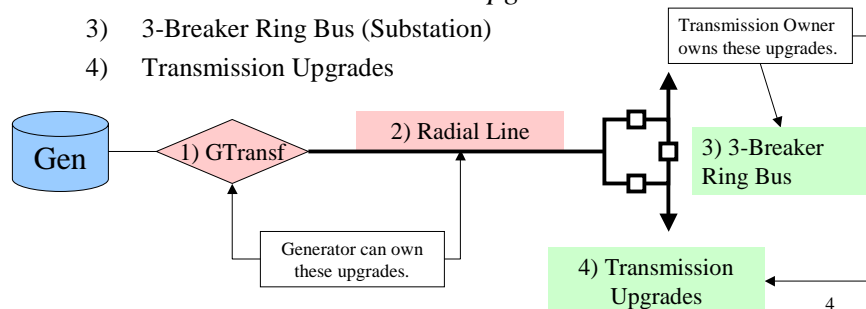 3) 3-Breaker Ring Bus (Substation)
4) Transmission Upgrades
Transmission Owner
owns these upgrades.
Gen
1) GTransf
2) Radial Line
3) 3-Breaker
Ring Bus
Generator can own
these upgrades.
4) Transmission
Upgrades
4